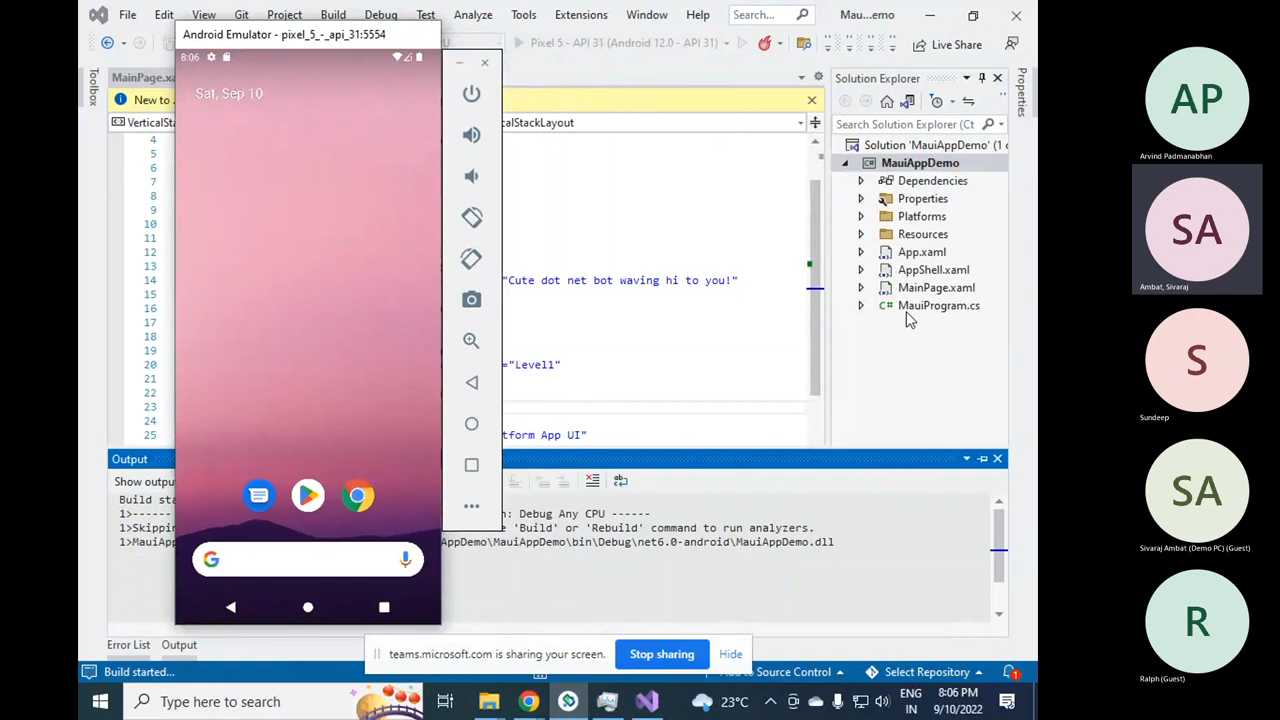 File Edit View Git Project Build Debug Test Analyze Tools Extensions Window Help Search... Mau...emo
Android Emulator - pixel_5_-_api_31:5554
Pixel 5 - API 31 (Android 12.0 - API 31)
Live Share
8:06
Sat, Sep 10
Toolbox
MainPage.xa
New to
VerticalSta
calStackLayout
4
5
6
7
8
9
10
11
12
13
14
15
16
17
18
19
20
21
22
23
24
25
"Cute dot net bot waving hi to you!"
="Level1"
tform App UI"
Solution Explorer
Properties
Search Solution Explorer (Ct
Solution 'MauiAppDemo' (1
MauiAppDemo
Dependencies
Properties
Platforms
Resources
App.xaml
AppShell.xaml
MainPage.xaml
C# MauiProgram.cs
Output
Show outpu
Build sta
n: Debug Any CPU ------
1>Skippin
e 'Build' or 'Rebuild' command to run analyzers.
1>MauiAp
AppDemo\MauiAppDemo\bin\Debug\net6.0-android\MauiAppDemo.dll
Error List Output
teams.microsoft.com is sharing your screen. Stop sharing Hide
Build started...
to Source Control Select Repository 1
Type here to search
23°C
ENG
IN
8:06 PM
9/10/2022
AP
Arvind Padmanabhan
SA
Ambat, Sivaraj
S
Sundeep
SA
Sivaraj Ambat (Demo PC) (Guest)
R
Ralph (Guest)